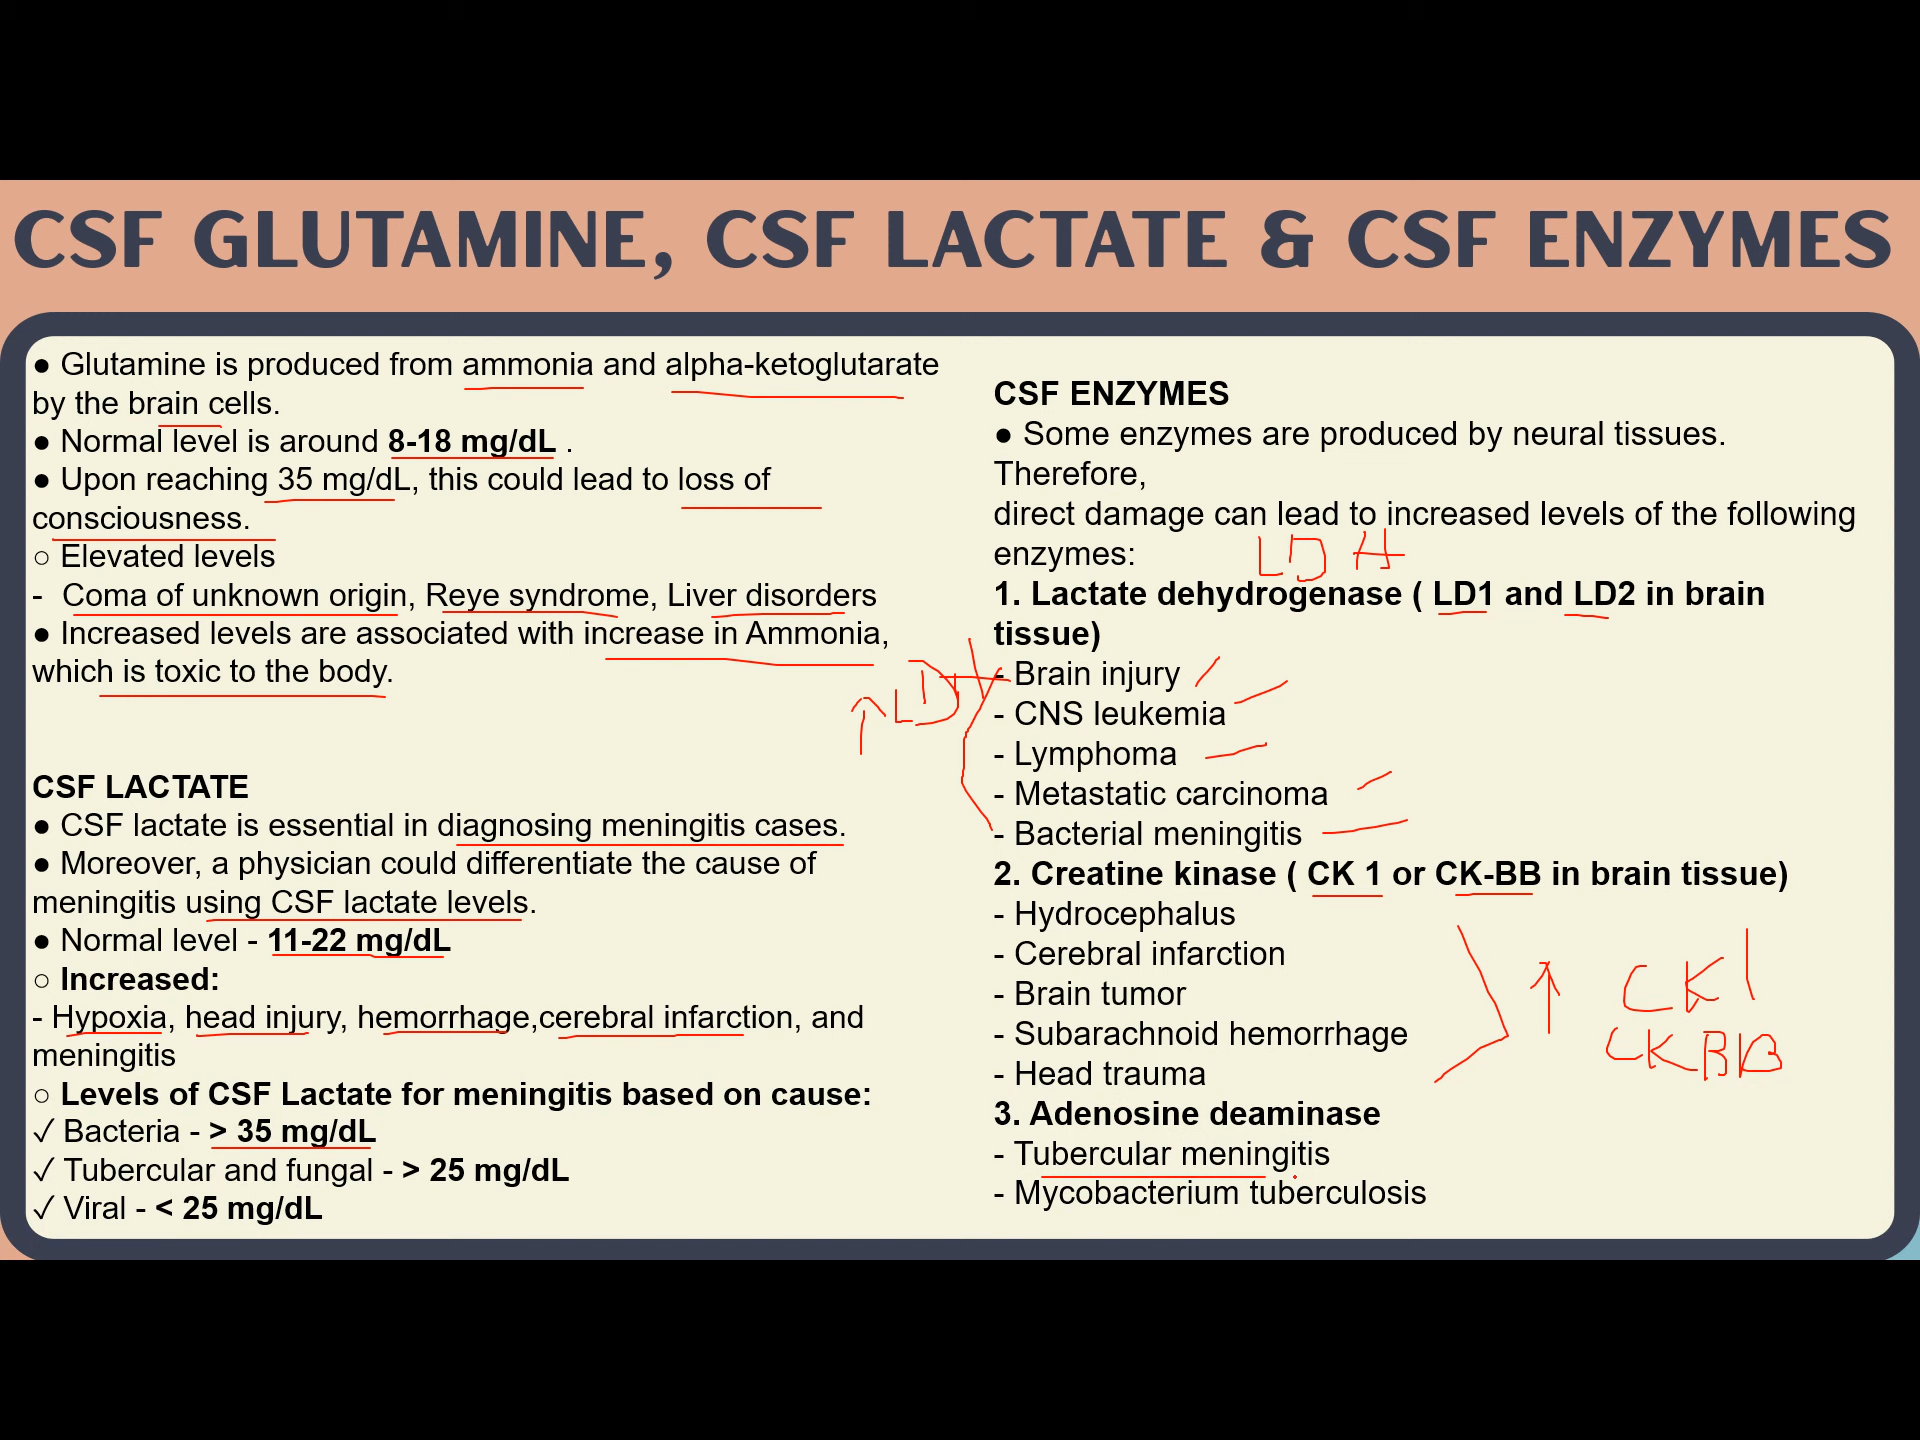 CSF GLUTAMINE, CSF LACTATE & CSF ENZYMES
● Glutamine is produced from ammonia and alpha-ketoglutarate
by the brain cells.
● Normal level is around 8-18 mg/dL .
● Upon reaching 35 mg/dL, this could lead to loss of
consciousness.
○ Elevated levels
- Coma of unknown origin, Reye syndrome, Liver disorders
● Increased levels are associated with increase in Ammonia,
which is toxic to the body.
CSF LACTATE
● CSF lactate is essential in diagnosing meningitis cases.
● Moreover, a physician could differentiate the cause of
meningitis using CSF lactate levels.
● Normal level - 11-22 mg/dL
○ Increased:
- Hypoxia, head injury, hemorrhage,cerebral infarction, and
meningitis
○ Levels of CSF Lactate for meningitis based on cause:
✓ Bacteria - > 35 mg/dL
✓ Tubercular and fungal - > 25 mg/dL
✓ Viral - < 25 mg/dL
CSF ENZYMES
● Some enzymes are produced by neural tissues.
Therefore,
direct damage can lead to increased levels of the following
enzymes:
LDH
1. Lactate dehydrogenase ( LD1 and LD2 in brain
tissue)
↑ LDH
- Brain injury
- CNS leukemia
- Lymphoma
- Metastatic carcinoma
- Bacterial meningitis
2. Creatine kinase ( CK 1 or CK-BB in brain tissue)
- Hydrocephalus
- Cerebral infarction
- Brain tumor
- Subarachnoid hemorrhage
- Head trauma
↑ CK1
CKBB
3. Adenosine deaminase
- Tubercular meningitis
- Mycobacterium tuberculosis